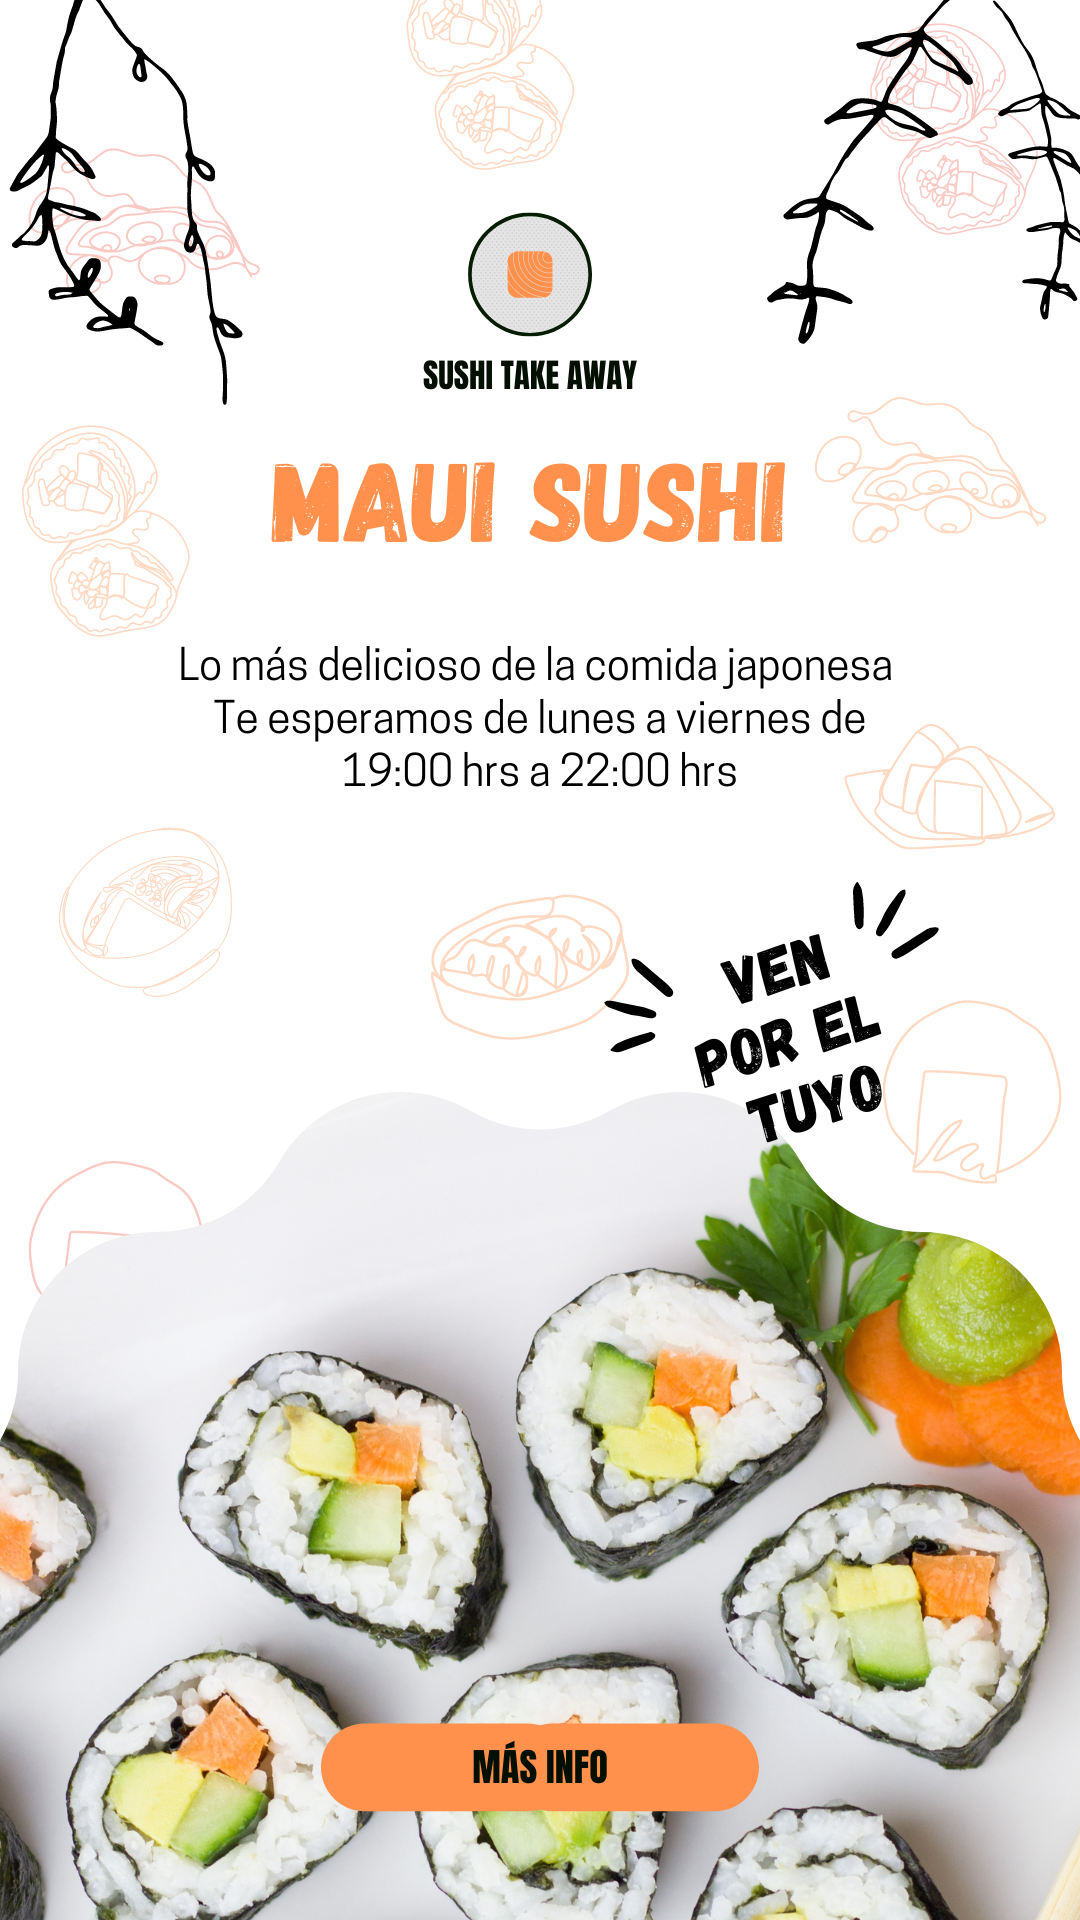 SUSHI TAKE AWAY
MAUI SUSHI
Lo más delicioso de la comida japonesa
Te esperamos de lunes a viernes de
19:00 hrs a 22:00 hrs
VEN
POR EL
TUYO
MÁS INFO